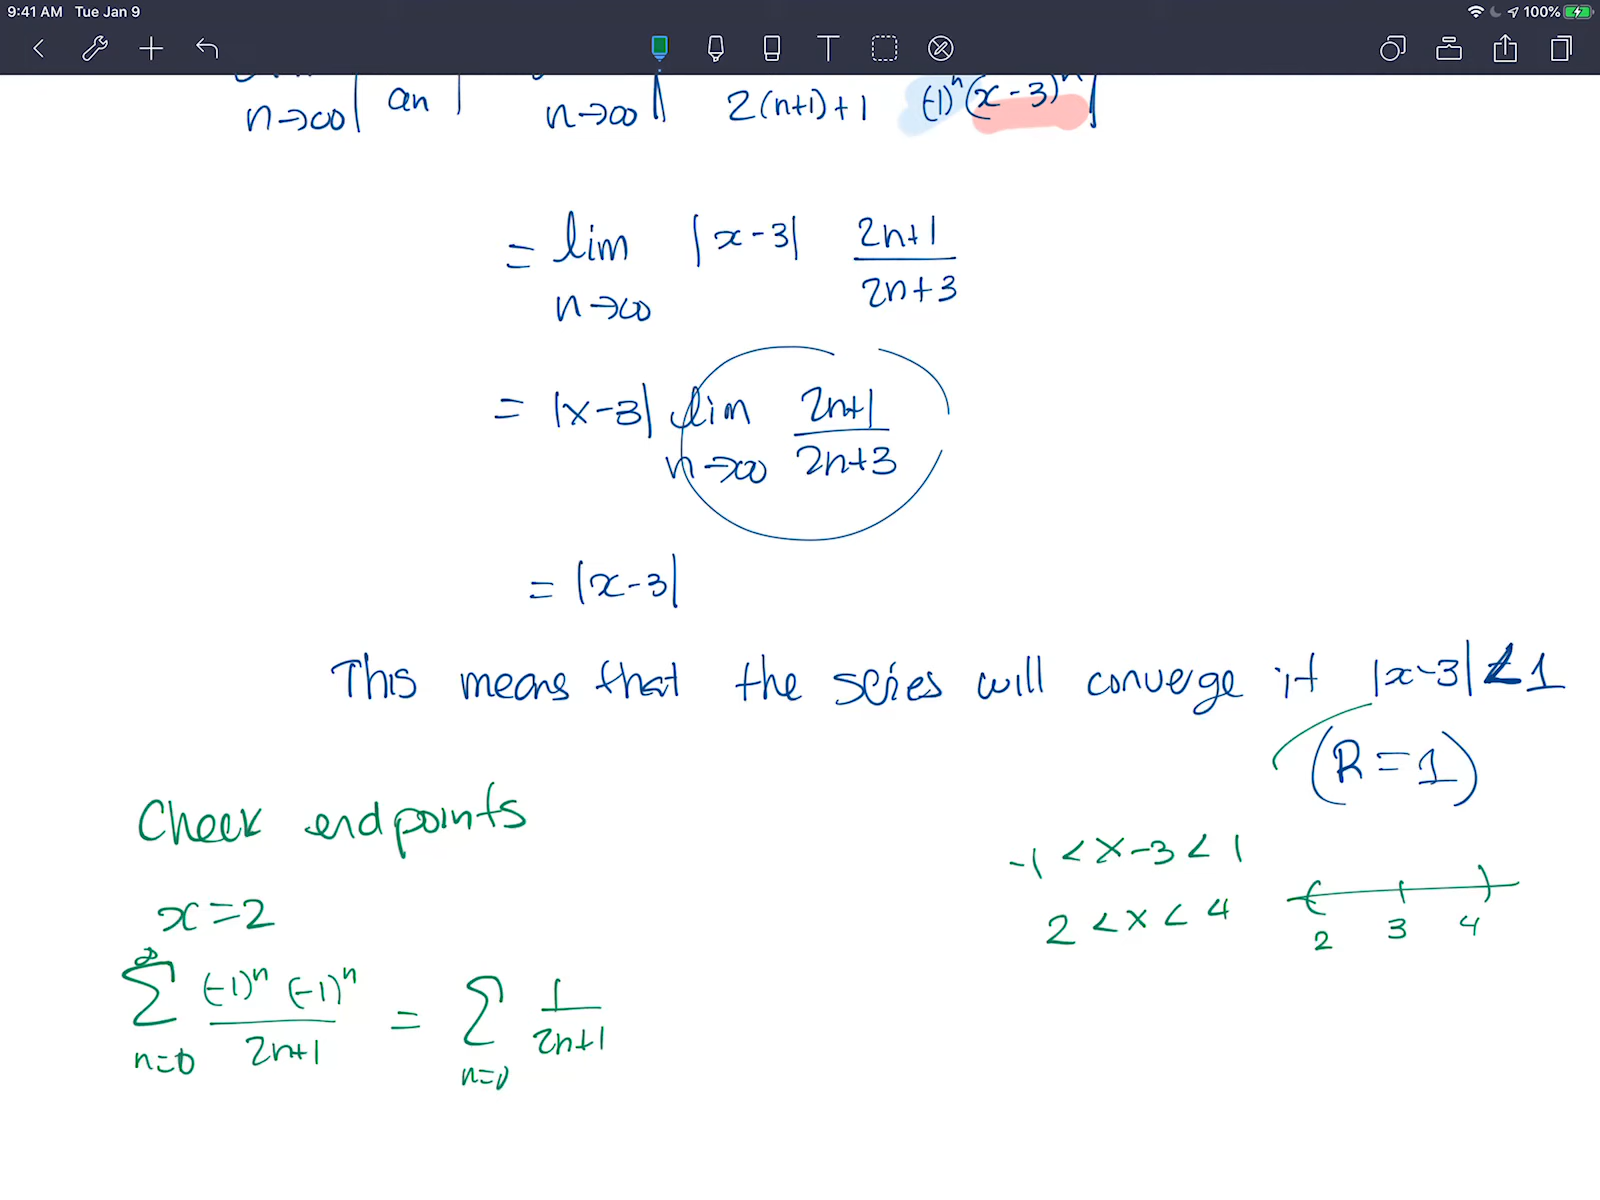 9:41 AM Tue Jan 9 100%
n→∞ | an | n→∞ | 2(n+1)+1 (-1)ⁿ(x-3)ⁿ |
= lim |x-3| 2n+1
n→∞ 2n+3
= |x-3| lim 2n+1
n→∞ 2n+3
= |x-3|
This means that the series will converge if |x-3| < 1
(R=1)
Check endpoints
-1 < x-3 < 1
x=2
2 < x < 4
2 3 4
∞
∑ (-1)ⁿ (-1)ⁿ = ∑ 1
n=0 2n+1 n=0 2n+1